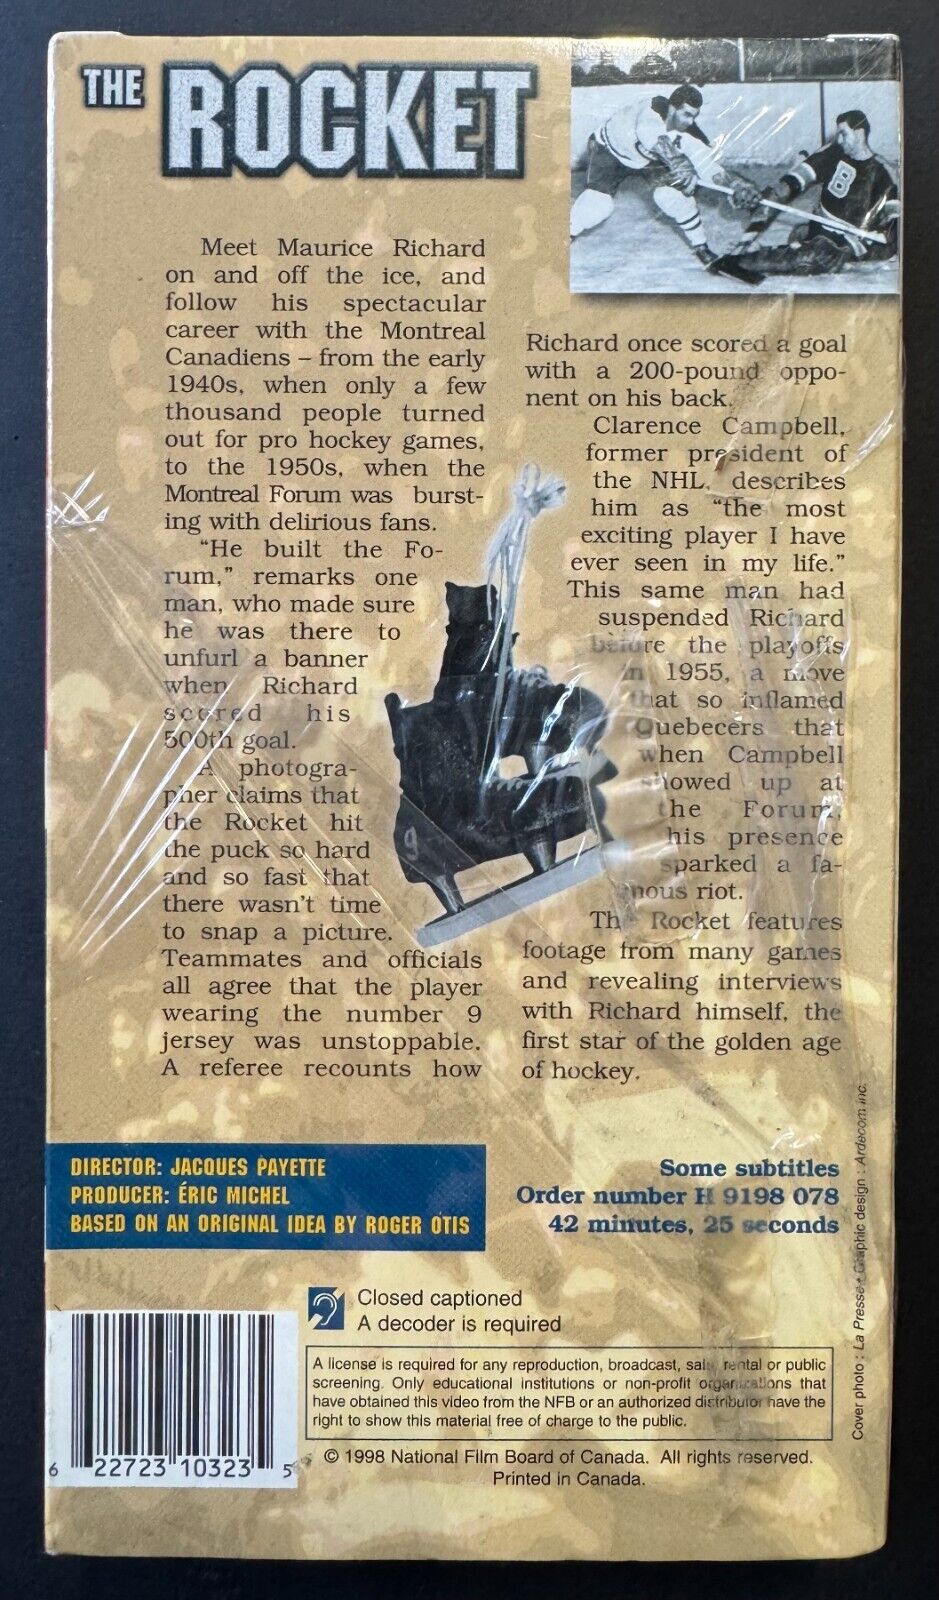 THE ROCKET
Meet Maurice Richard
on and off the ice, and
follow his spectacular
career with the Montreal
Canadiens – from the early
1940s, when only a few
thousand people turned
out for pro hockey games,
to the 1950s, when the
Montreal Forum was burst-
ing with delirious fans.
"He built the Fo-
rum," remarks one
man, who made sure
he was there to
unfurl a banner
when Richard
scored his
500th goal.
A photogra-
pher claims that
the Rocket hit
the puck so hard
and so fast that
there wasn't time
to snap a picture.
Teammates and officials
all agree that the player
wearing the number 9
jersey was unstoppable.
A referee recounts how
8
9
Richard once scored a goal
with a 200-pound oppo-
nent on his back.
Clarence Campbell,
former president of
the NHL, describes
him as "the most
exciting player I have
ever seen in my life."
This same man had
suspended Richard
before the playoffs
in 1955, a move
that so inflamed
Quebecers that
when Campbell
showed up at
the Forum,
his presence
sparked a fa-
mous riot.
The Rocket features
footage from many games
and revealing interviews
with Richard himself, the
first star of the golden age
of hockey.
DIRECTOR: JACQUES PAYETTE
PRODUCER: ÉRIC MICHEL
BASED ON AN ORIGINAL IDEA BY ROGER OTIS
Some subtitles
Order number H 9198 078
42 minutes, 25 seconds
Cover photo : La Presse • Graphic design : Ardecom inc.
Closed captioned
A decoder is required
A license is required for any reproduction, broadcast, sale, rental or public
screening. Only educational institutions or non-profit organizations that
have obtained this video from the NFB or an authorized distributor have the
right to show this material free of charge to the public.
© 1998 National Film Board of Canada. All rights reserved.
Printed in Canada.
6 22723 10323 5